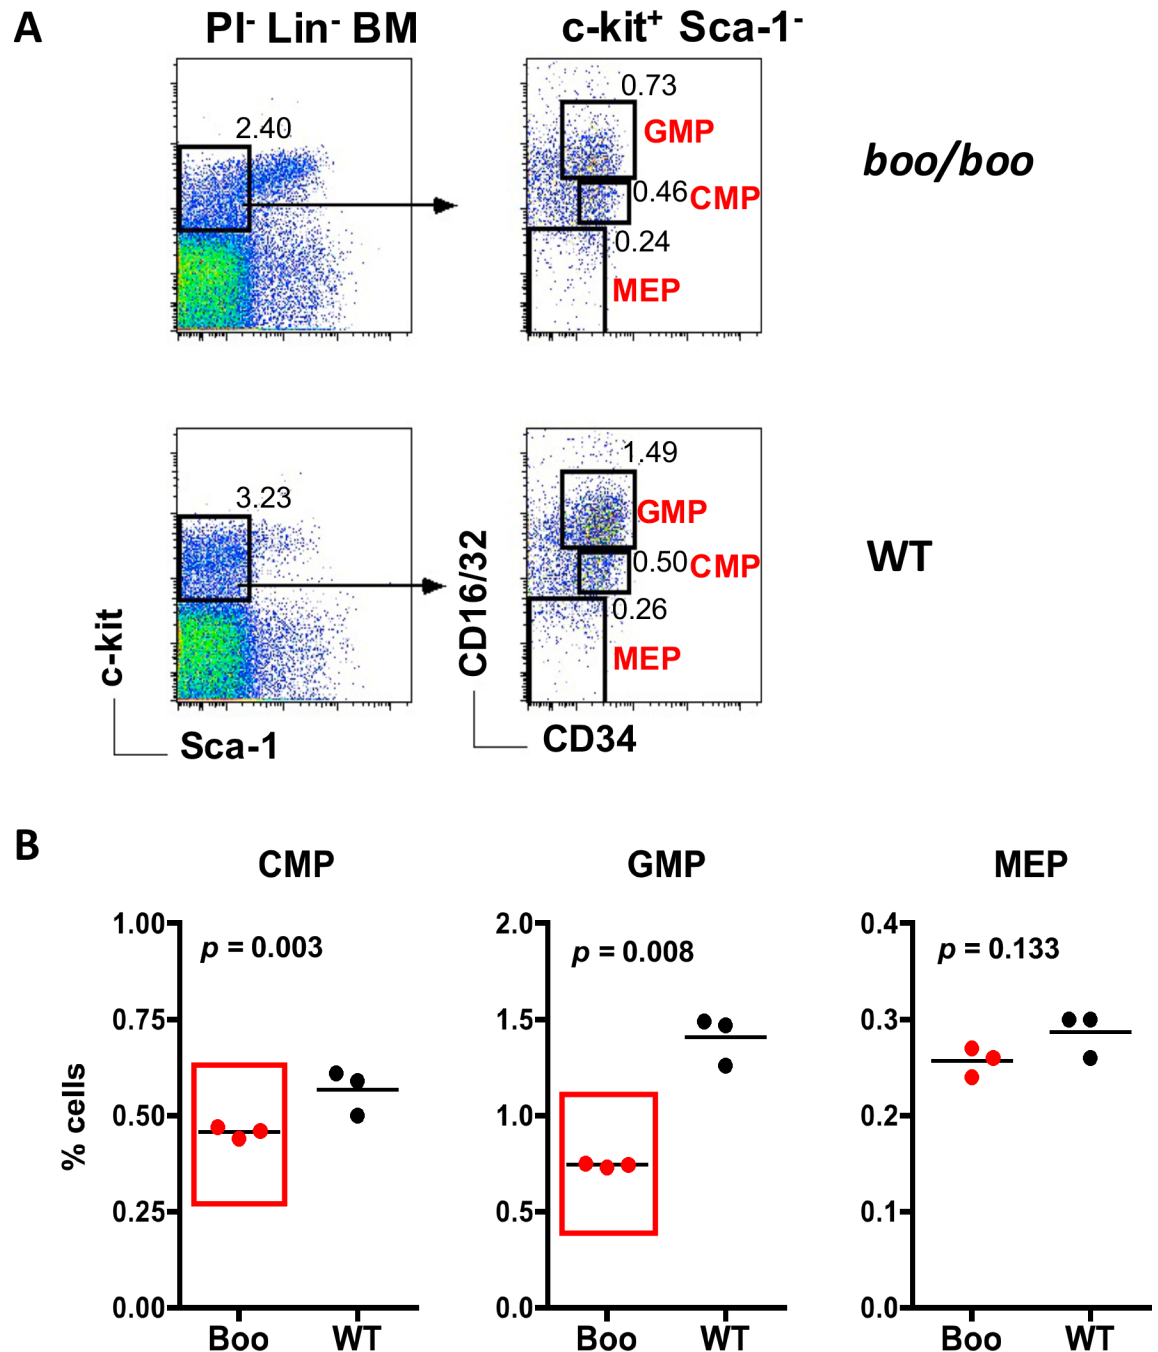 A
PI- Lin- BM
c-kit+ Sca-1-
2.40
0.73
GMP
0.46
CMP
0.24
MEP
boo/boo
3.23
1.49
GMP
0.50
CMP
0.26
MEP
WT
c-kit
Sca-1
CD16/32
CD34
B
CMP
GMP
MEP
% cells
1.00
0.75
0.50
0.25
0.00
p = 0.003
Boo
WT
2.0
1.5
1.0
0.5
0.0
p = 0.008
Boo
WT
0.4
0.3
0.2
0.1
0.0
p = 0.133
Boo
WT